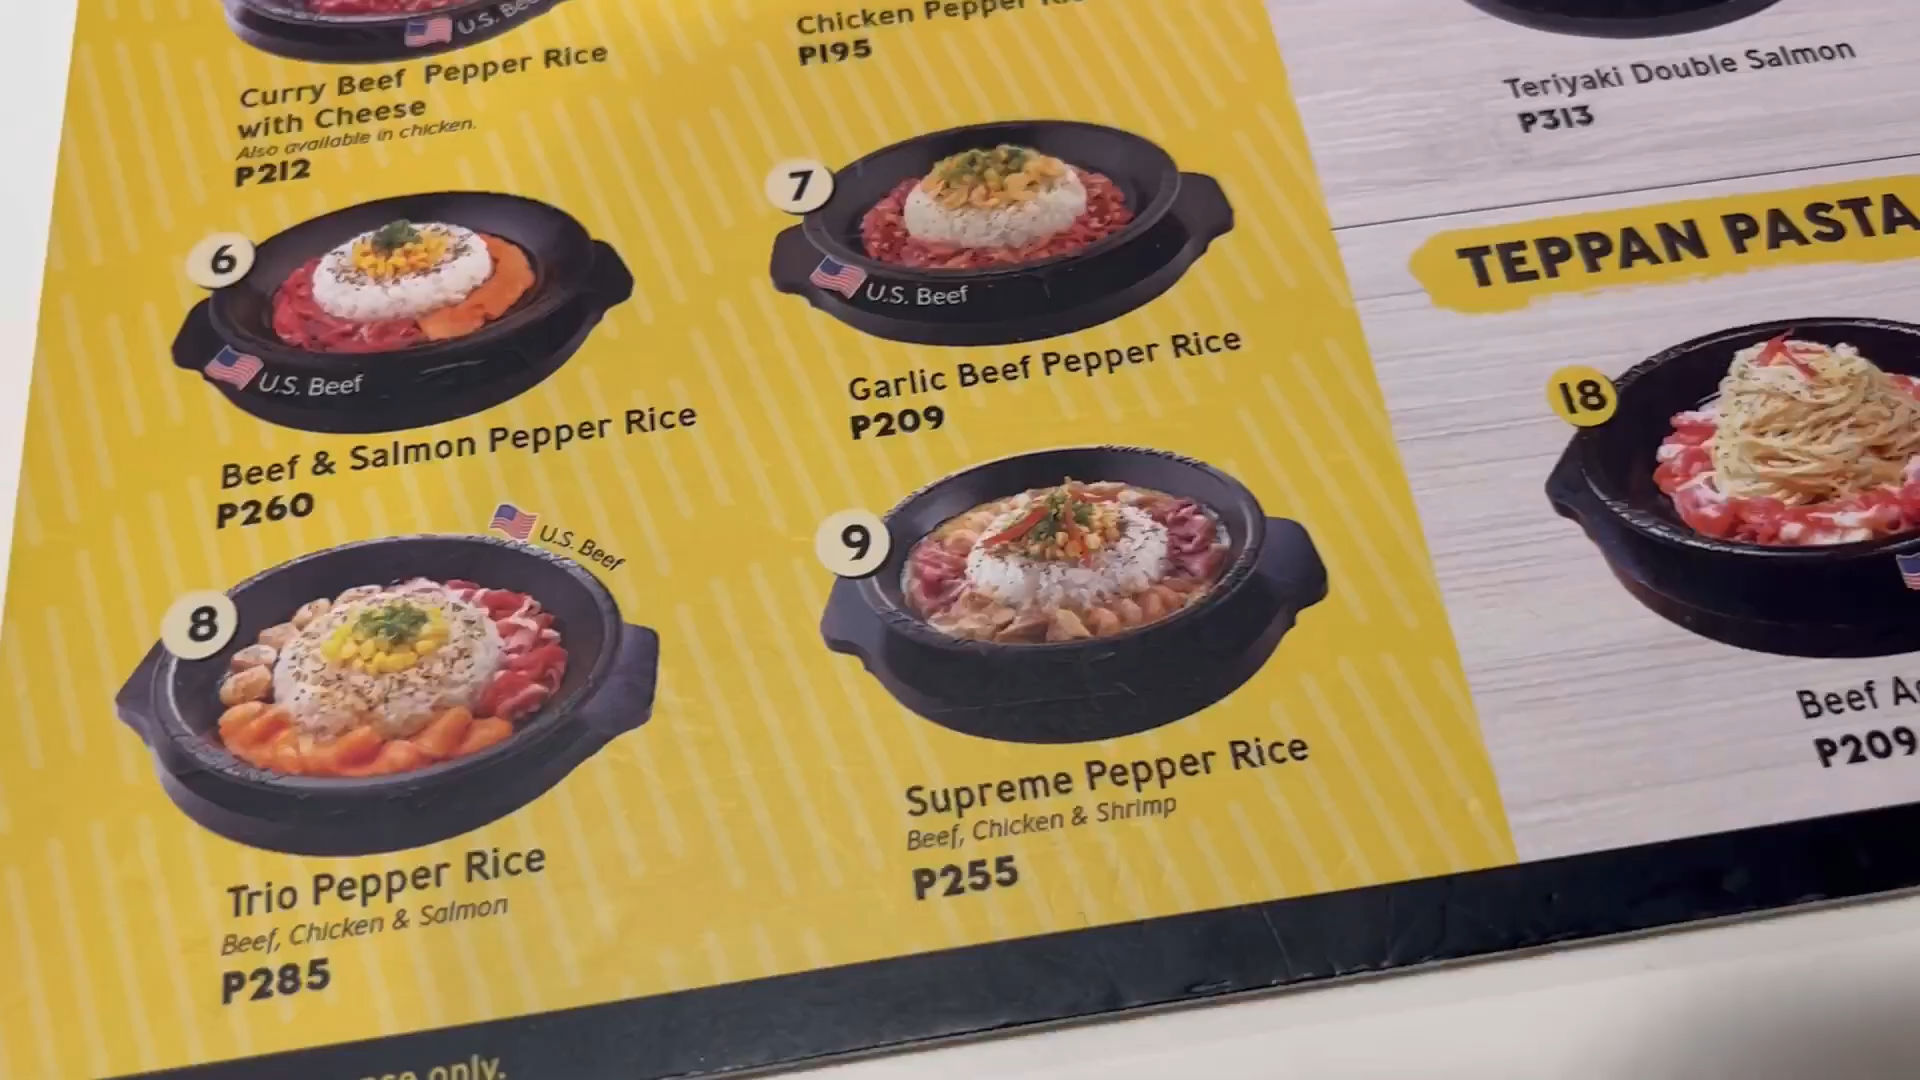 U.S.
Curry Beef Pepper Rice
with Cheese
Also available in chicken.
P212
Chicken Pepper
P195
6
U.S. Beef
Beef & Salmon Pepper Rice
P260
7
U.S. Beef
Garlic Beef Pepper Rice
P209
8
U.S. Beef
Trio Pepper Rice
Beef, Chicken & Salmon
P285
9
Supreme Pepper Rice
Beef, Chicken & Shrimp
P255
Teriyaki Double Salmon
P313
TEPPAN PASTA
18
Beef
P209
only.